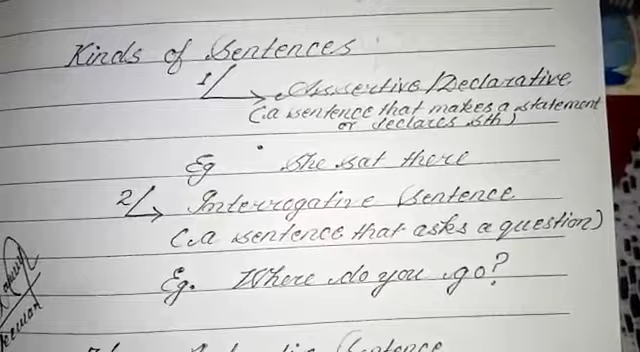 Kinds of Sentences
1/ Assertive/Declarative
(a sentence that makes a statement
or declares sth)
Eg She sat there
2/ Interrogative Sentence
(a sentence that asks a question)
Eg. Where do you go?
Sentence